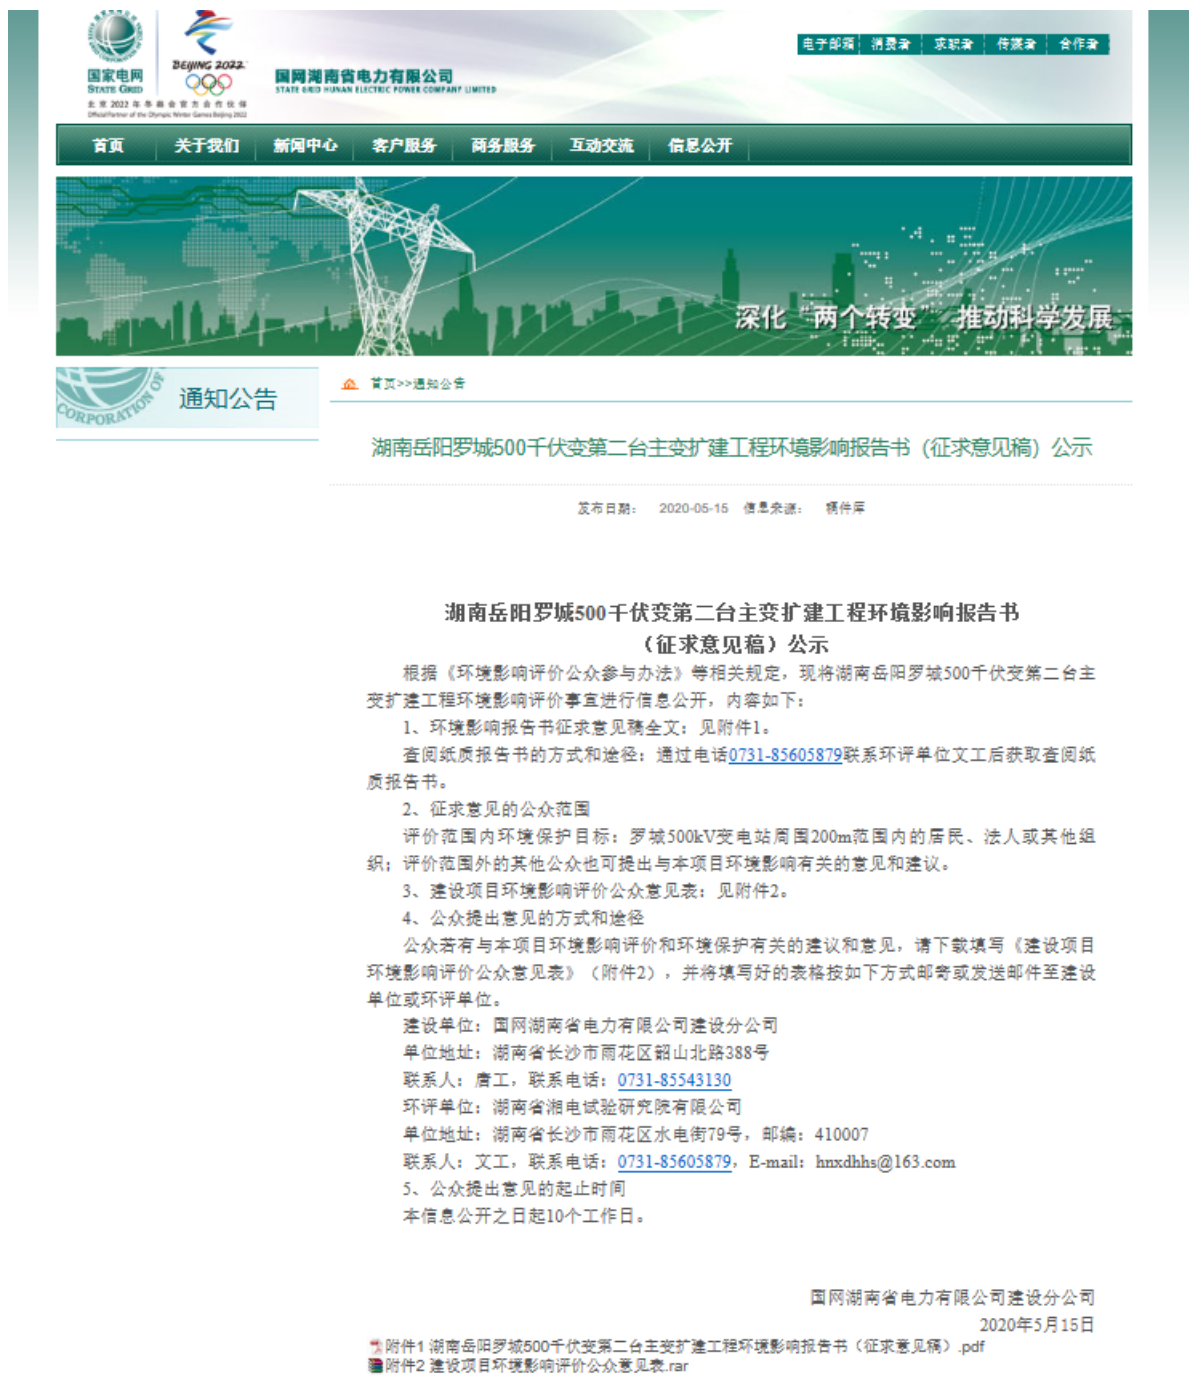 国家电网
STATE GRID
BEIJING 2022
北京2022年冬奥会官方合作伙伴
Official Partner of the Olympic Winter Games Beijing 2022
国网湖南省电力有限公司
STATE GRID HUNAN ELECTRIC POWER COMPANY LIMITED
电子邮箱 消费者 求职者 传媒者 合作者
首页 关于我们 新闻中心 客户服务 商务服务 互动交流 信息公开
深化“两个转变” 推动科学发展
CORPORATION OF
通知公告
首页>>通知公告
湖南岳阳罗城500千伏变第二台主变扩建工程环境影响报告书（征求意见稿）公示
发布日期： 2020-05-15 信息来源： 稿件库
湖南岳阳罗城500千伏变第二台主变扩建工程环境影响报告书
（征求意见稿）公示
根据《环境影响评价公众参与办法》等相关规定，现将湖南岳阳罗城500千伏变第二台主
变扩建工程环境影响评价事宜进行信息公开，内容如下：
1、环境影响报告书征求意见稿全文：见附件1。
查阅纸质报告书的方式和途径：通过电话0731-85605879联系环评单位文工后获取查阅纸
质报告书。
2、征求意见的公众范围
评价范围内环境保护目标：罗城500kV变电站周围200m范围内的居民、法人或其他组
织；评价范围外的其他公众也可提出与本项目环境影响有关的意见和建议。
3、建设项目环境影响评价公众意见表：见附件2。
4、公众提出意见的方式和途径
公众若有与本项目环境影响评价和环境保护有关的建议和意见，请下载填写《建设项目
环境影响评价公众意见表》（附件2），并将填写好的表格按如下方式邮寄或发送邮件至建设
单位或环评单位。
建设单位：国网湖南省电力有限公司建设分公司
单位地址：湖南省长沙市雨花区韶山北路388号
联系人：唐工，联系电话：0731-85543130
环评单位：湖南省湘电试验研究院有限公司
单位地址：湖南省长沙市雨花区水电街79号，邮编：410007
联系人：文工，联系电话：0731-85605879，E-mail：hnxdhhs@163.com
5、公众提出意见的起止时间
本信息公开之日起10个工作日。
国网湖南省电力有限公司建设分公司
2020年5月15日
附件1 湖南岳阳罗城500千伏变第二台主变扩建工程环境影响报告书（征求意见稿）.pdf
附件2 建设项目环境影响评价公众意见表.rar